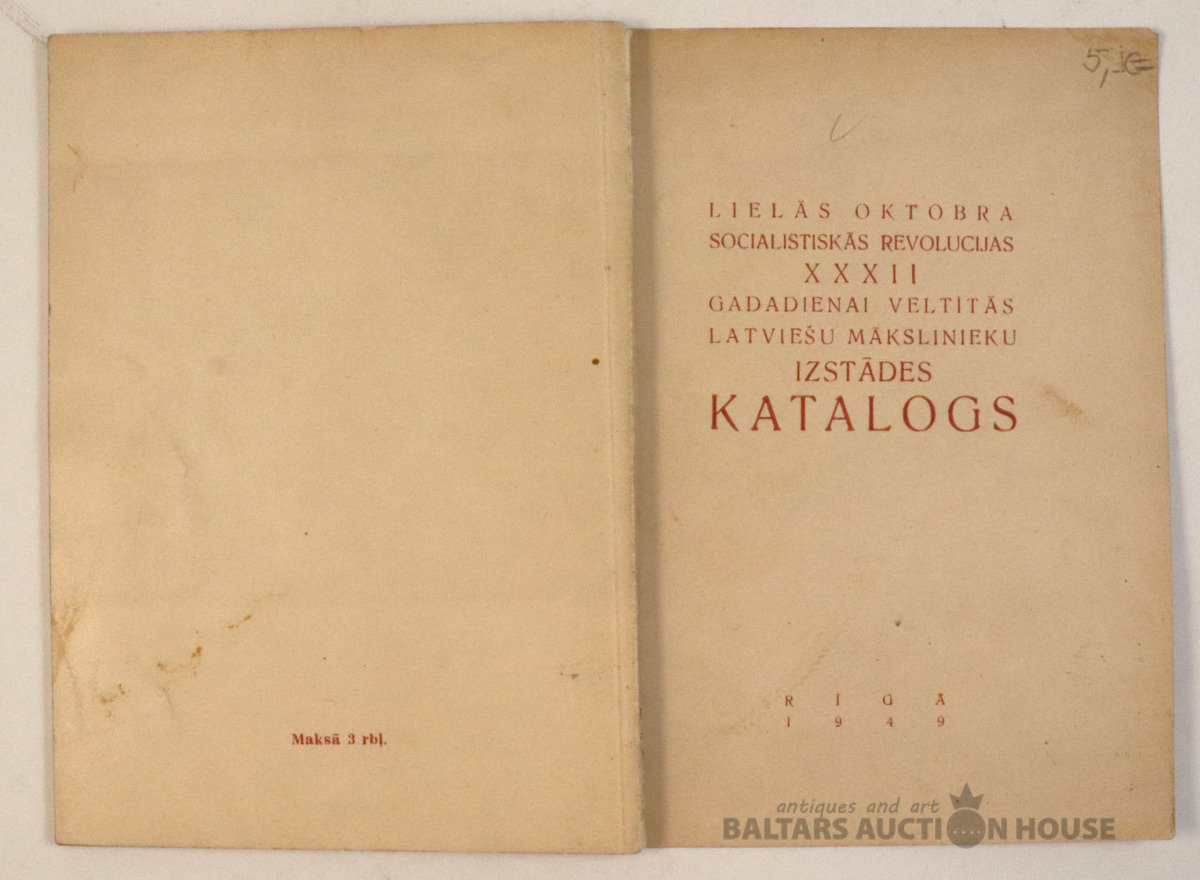 Maksā 3 rbļ.
LIELĀS OKTOBRA
SOCIALISTISKĀS REVOLUCIJAS
XXXII
GADADIENAI VELTĪTĀS
LATVIEŠU MĀKSLINIEKU
IZSTĀDES
KATALOGS
RĪGĀ
1949
antiques and art
BALTARS AUCTION HOUSE